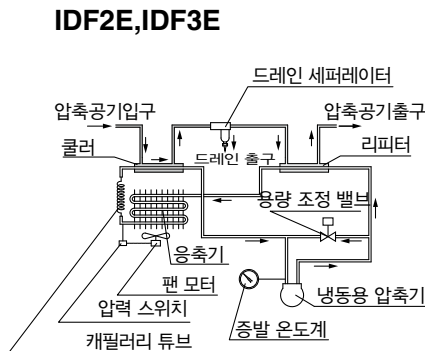 IDF2E,IDF3E
드레인 세퍼레이터
압축공기입구
압축공기출구
쿨러
드레인 출구
리피터
용량 조정 밸브
응축기
팬 모터
냉동용 압축기
압력 스위치
증발 온도계
캐필러리 튜브